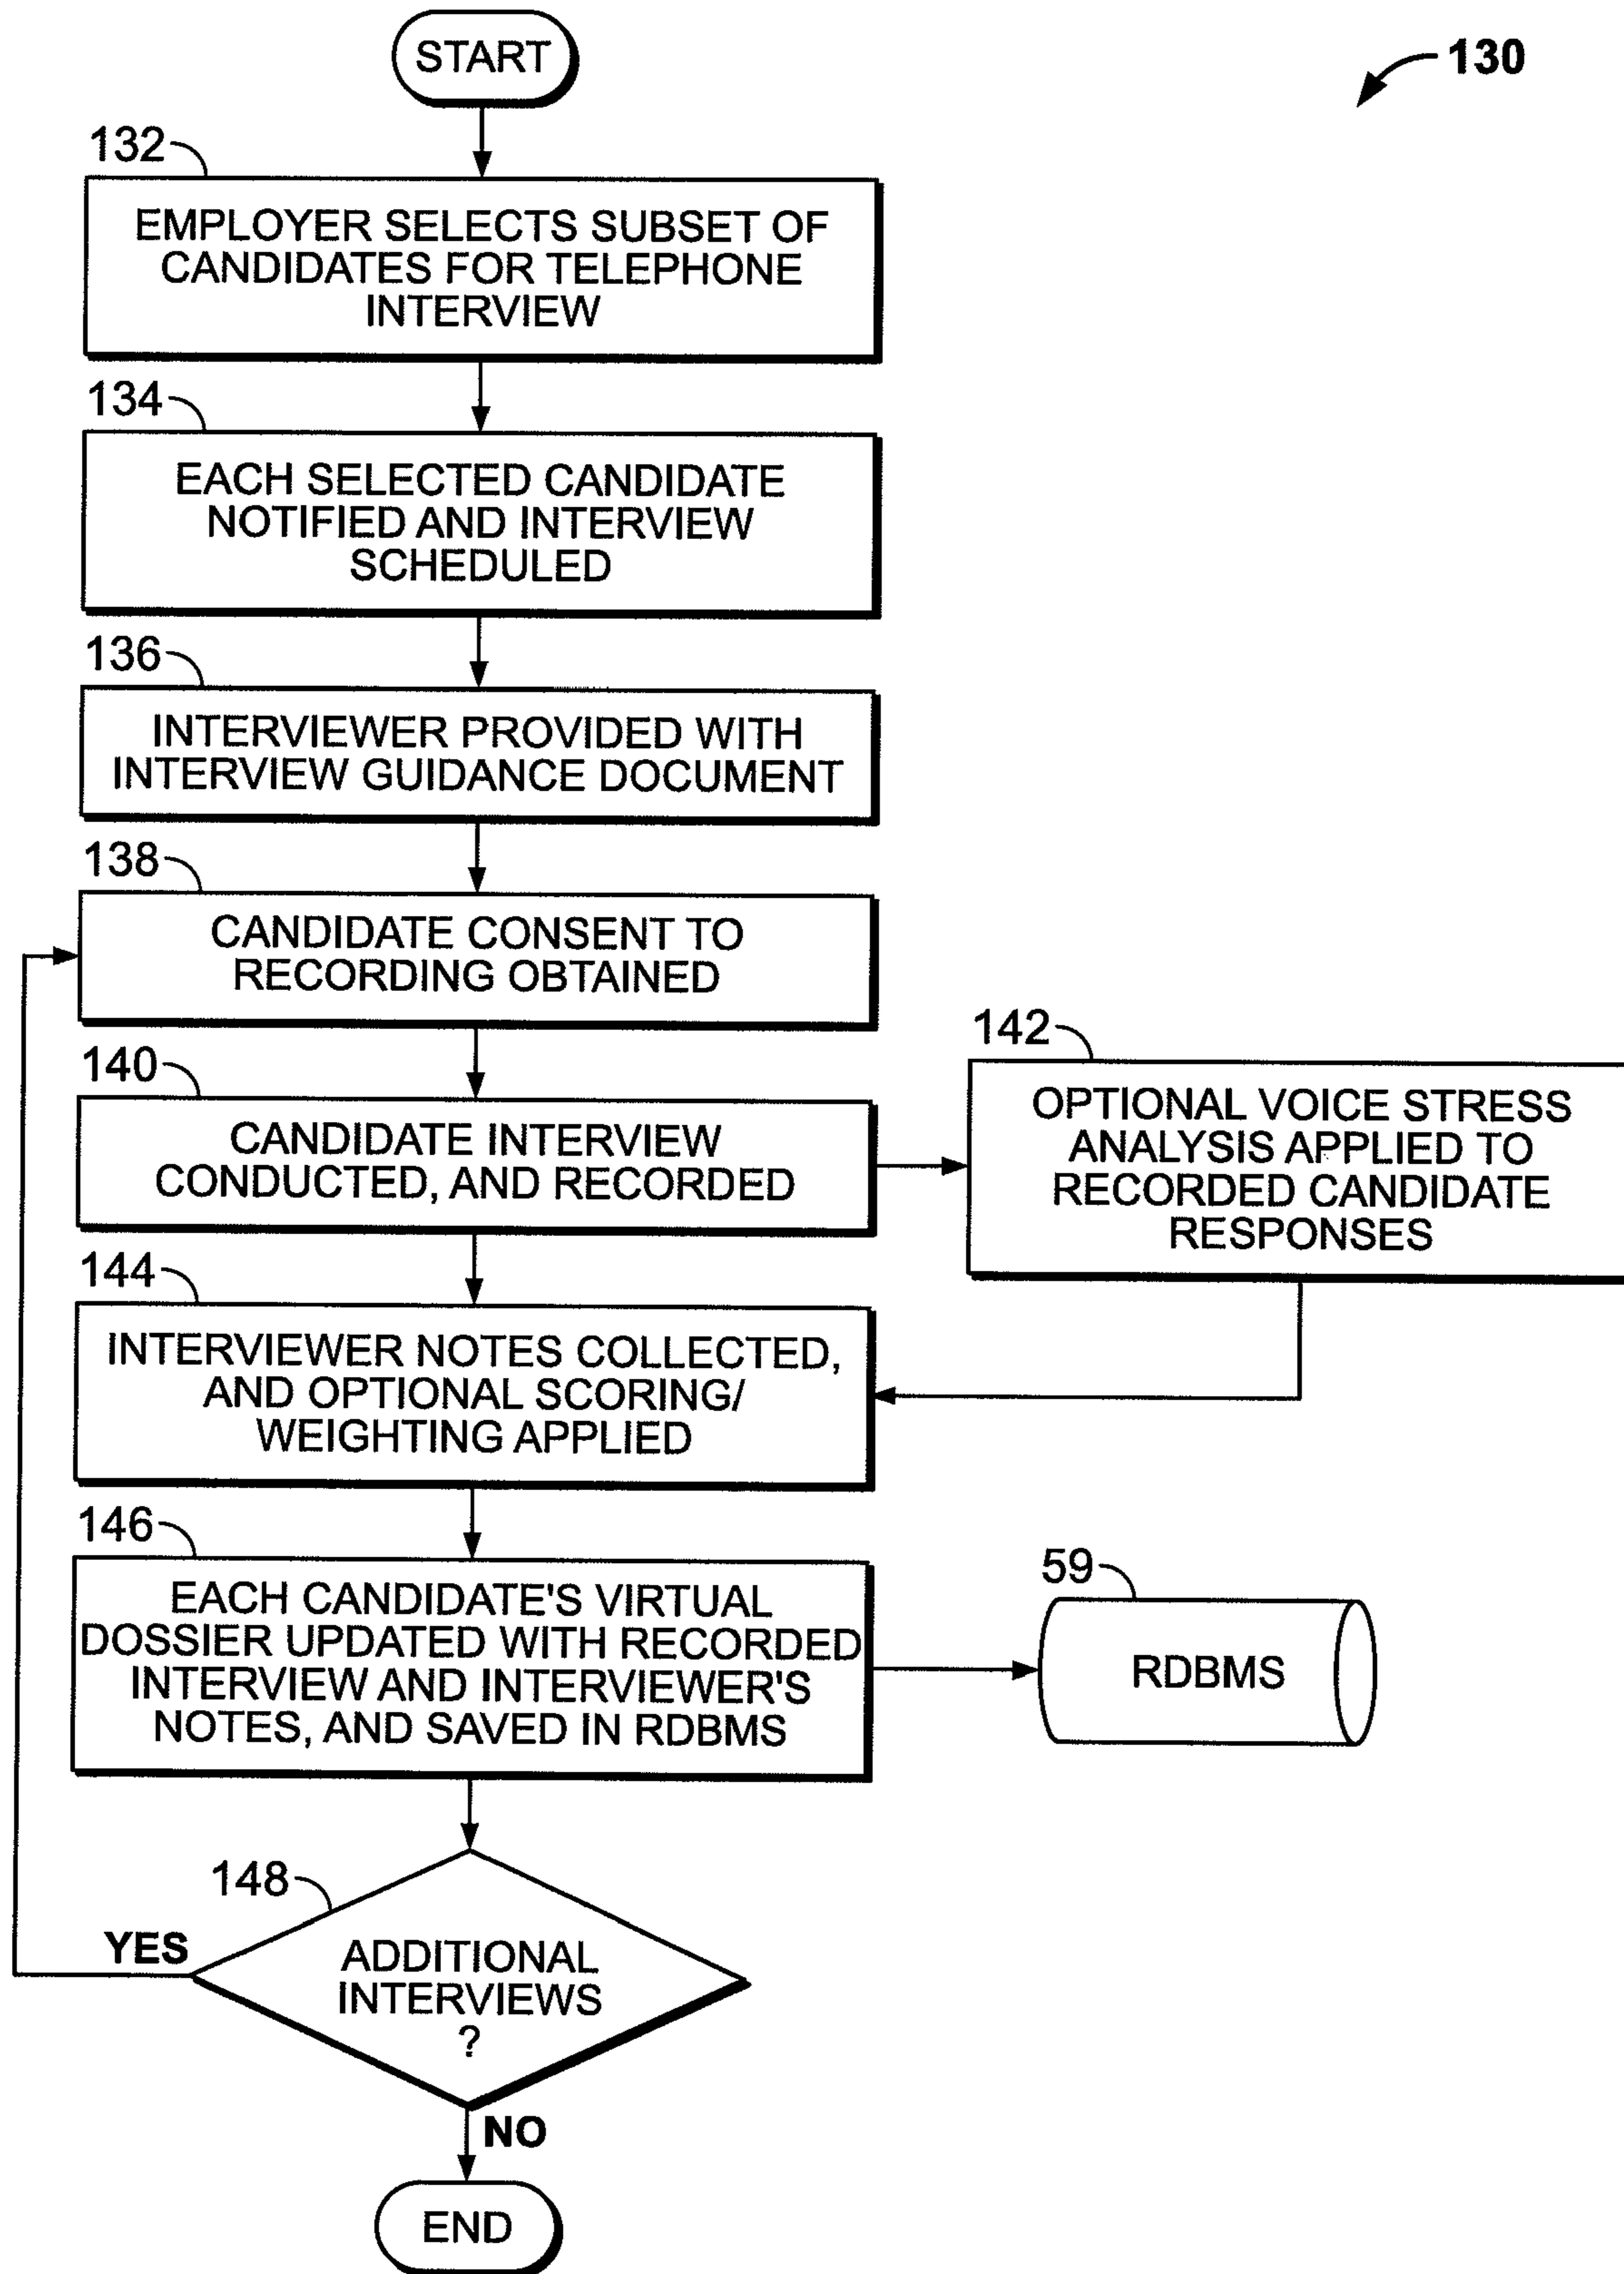 START
130
132
EMPLOYER SELECTS SUBSET OF
CANDIDATES FOR TELEPHONE
INTERVIEW
134
EACH SELECTED CANDIDATE
NOTIFIED AND INTERVIEW
SCHEDULED
136
INTERVIEWER PROVIDED WITH
INTERVIEW GUIDANCE DOCUMENT
138
CANDIDATE CONSENT TO
RECORDING OBTAINED
140
CANDIDATE INTERVIEW
CONDUCTED, AND RECORDED
142
OPTIONAL VOICE STRESS
ANALYSIS APPLIED TO
RECORDED CANDIDATE
RESPONSES
144
INTERVIEWER NOTES COLLECTED,
AND OPTIONAL SCORING/
WEIGHTING APPLIED
146
EACH CANDIDATE'S VIRTUAL
DOSSIER UPDATED WITH RECORDED
INTERVIEW AND INTERVIEWER'S
NOTES, AND SAVED IN RDBMS
59
RDBMS
148
YES
ADDITIONAL
INTERVIEWS
?
NO
END